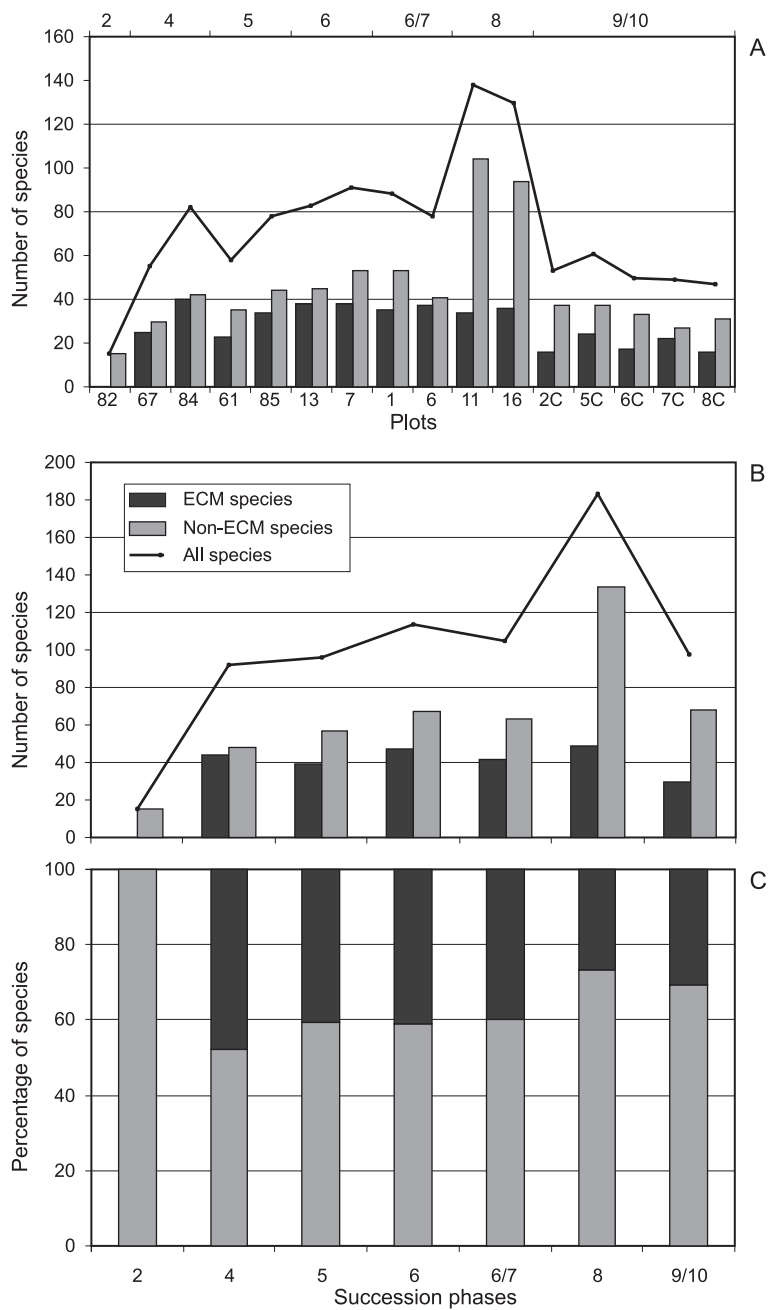 2 4 5 6 6/7 8 9/10
A
160
140
120
100
80
60
40
20
0
Number of species
82 67 84 61 85 13 7 1 6 11 16 2C 5C 6C 7C 8C
Plots
B
200
180
160
140
120
100
80
60
40
20
0
Number of species
ECM species
Non-ECM species
All species
C
100
80
60
40
20
0
Percentage of species
2 4 5 6 6/7 8 9/10
Succession phases